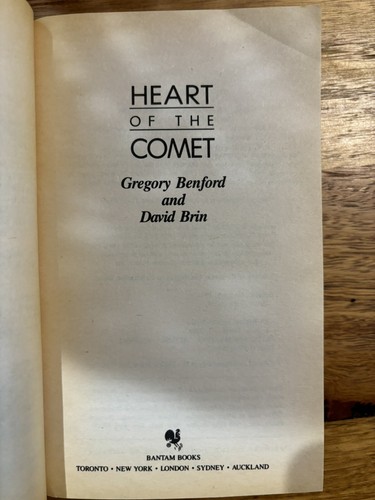 HEART
OF THE
COMET
Gregory Benford
and
David Brin
BANTAM BOOKS
TORONTO • NEW YORK • LONDON • SYDNEY • AUCKLAND